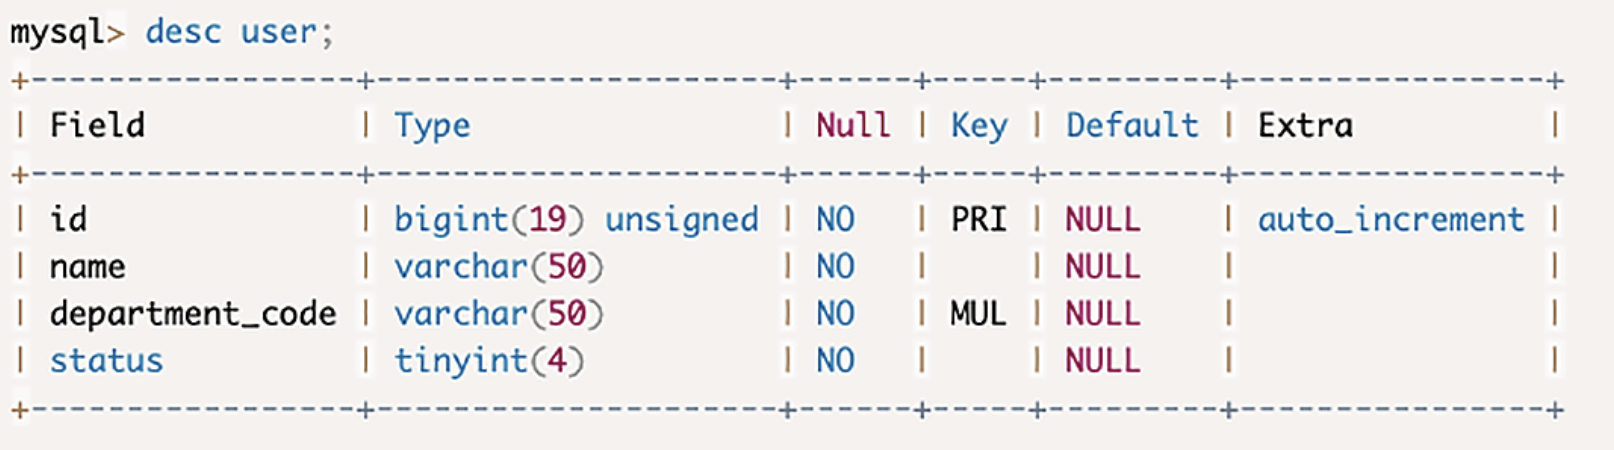 mysql> desc user;
+-----------------+---------------------+------+-----+---------+----------------+
| Field           | Type                | Null | Key | Default | Extra          |
+-----------------+---------------------+------+-----+---------+----------------+
| id              | bigint(19) unsigned | NO   | PRI | NULL    | auto_increment |
| name            | varchar(50)         | NO   |     | NULL    |                |
| department_code | varchar(50)         | NO   | MUL | NULL    |                |
| status          | tinyint(4)          | NO   |     | NULL    |                |
+-----------------+---------------------+------+-----+---------+----------------+